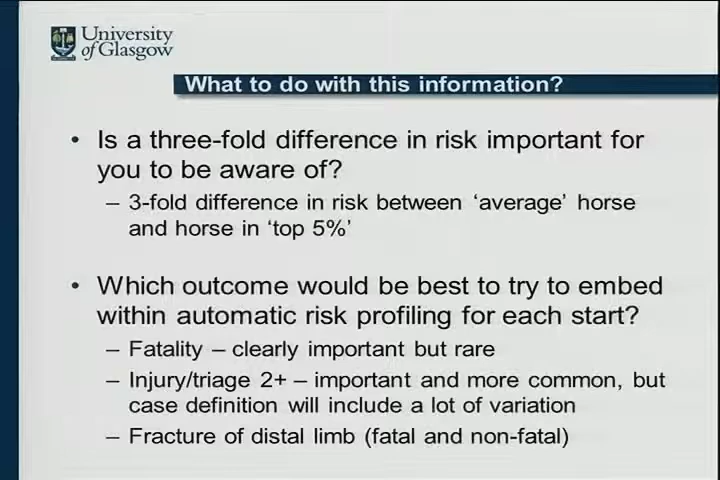 University
of Glasgow
What to do with this information?
• Is a three-fold difference in risk important for
you to be aware of?
– 3-fold difference in risk between ‘average’ horse
and horse in ‘top 5%’
• Which outcome would be best to try to embed
within automatic risk profiling for each start?
– Fatality – clearly important but rare
– Injury/triage 2+ – important and more common, but
case definition will include a lot of variation
– Fracture of distal limb (fatal and non-fatal)